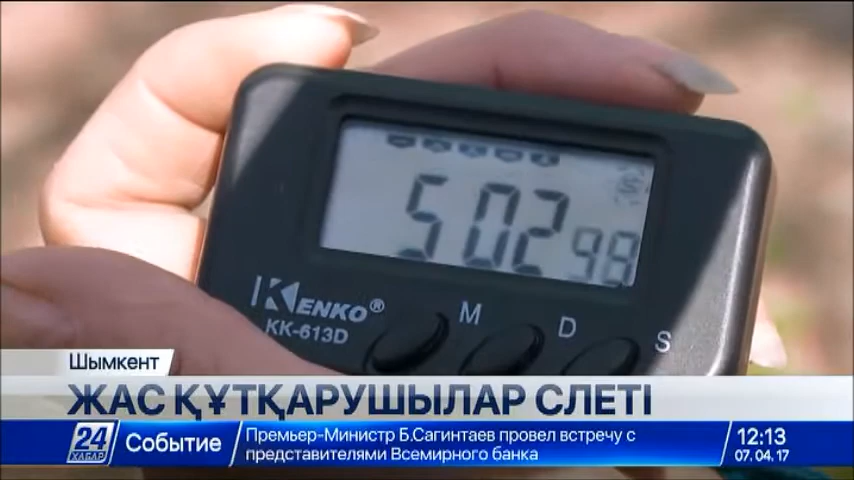 5 02 98
KENKO®
KK-613D
M D S
Шымкент
ЖАС ҚҰТҚАРУШЫЛАР СЛЕТІ
24
ХАБАР
Событие
Премьер-Министр Б.Сагинтаев провел встречу с
представителями Всемирного банка
12:13
07.04.17